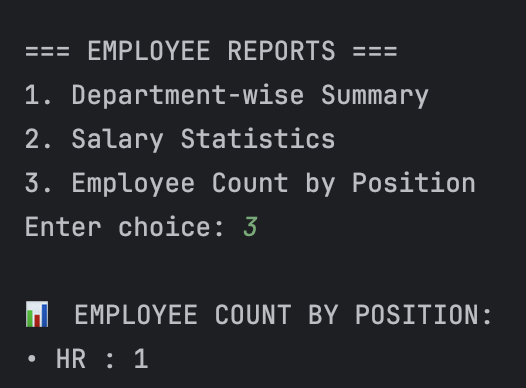 === EMPLOYEE REPORTS ===
1. Department-wise Summary
2. Salary Statistics
3. Employee Count by Position
Enter choice: 3
📊 EMPLOYEE COUNT BY POSITION:
• HR : 1